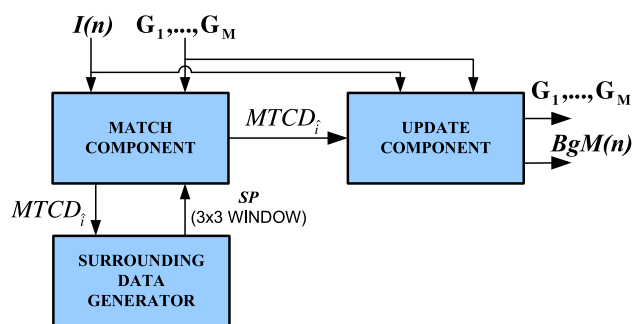 I(n) G1,...,GM
MATCH
COMPONENT
MTCDî
UPDATE
COMPONENT
G1,...,GM
BgM(n)
MTCDî
SP
(3x3 WINDOW)
SURROUNDING
DATA
GENERATOR